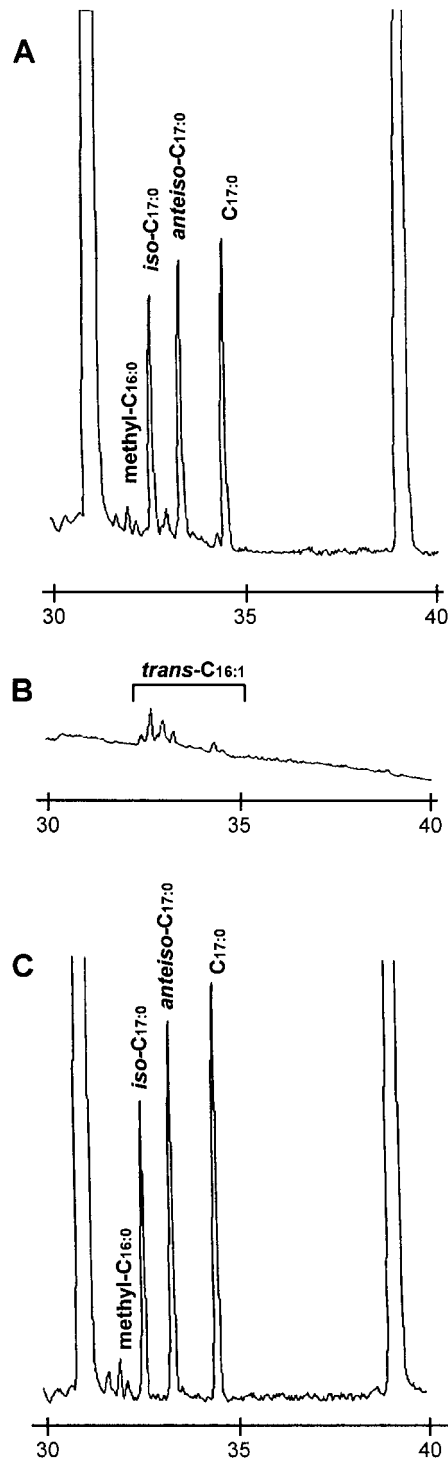 A
methyl-C16:0
iso-C17:0
anteiso-C17:0
C17:0
30 35 40
B
trans-C16:1
30 35 40
C
methyl-C16:0
iso-C17:0
anteiso-C17:0
C17:0
30 35 40